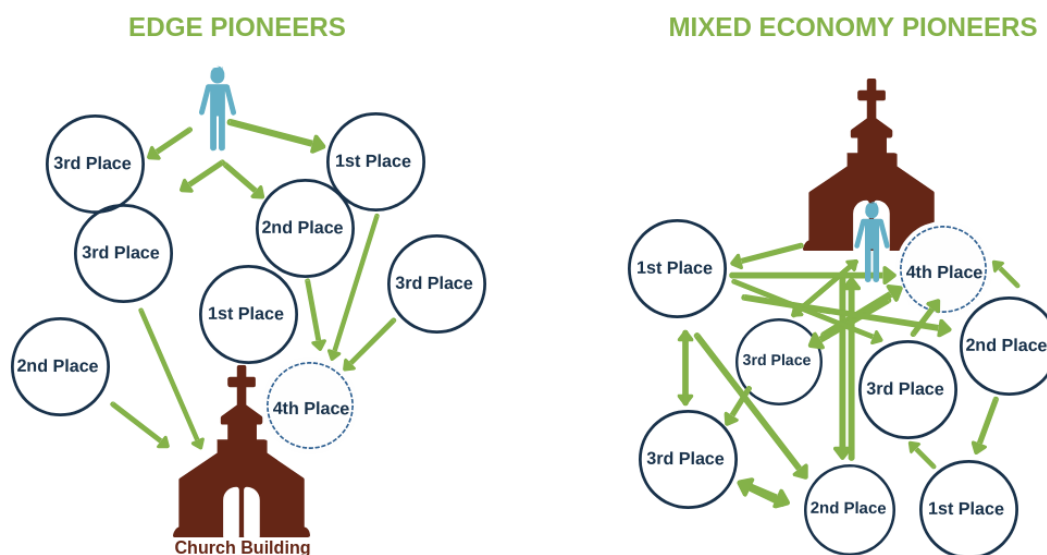 EDGE PIONEERS
3rd Place
1st Place
3rd Place
2nd Place
3rd Place
1st Place
2nd Place
4th Place
Church Building
MIXED ECONOMY PIONEERS
1st Place
4th Place
3rd Place
2nd Place
3rd Place
3rd Place
2nd Place
1st Place